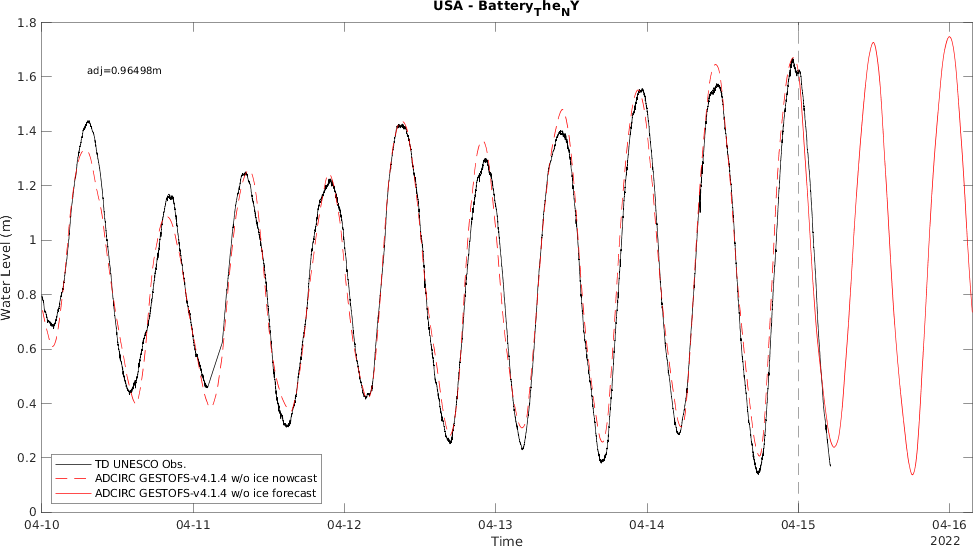 USA - Battery_The_NY
1.8
adj=0.96498m
1.6
1.4
1.2
1
0.8
0.6
0.4
0.2
0
Water Level (m)
TD UNESCO Obs.
ADCIRC GESTOFS-v4.1.4 w/o ice nowcast
ADCIRC GESTOFS-v4.1.4 w/o ice forecast
04-10 04-11 04-12 04-13 04-14 04-15 04-16
Time 2022